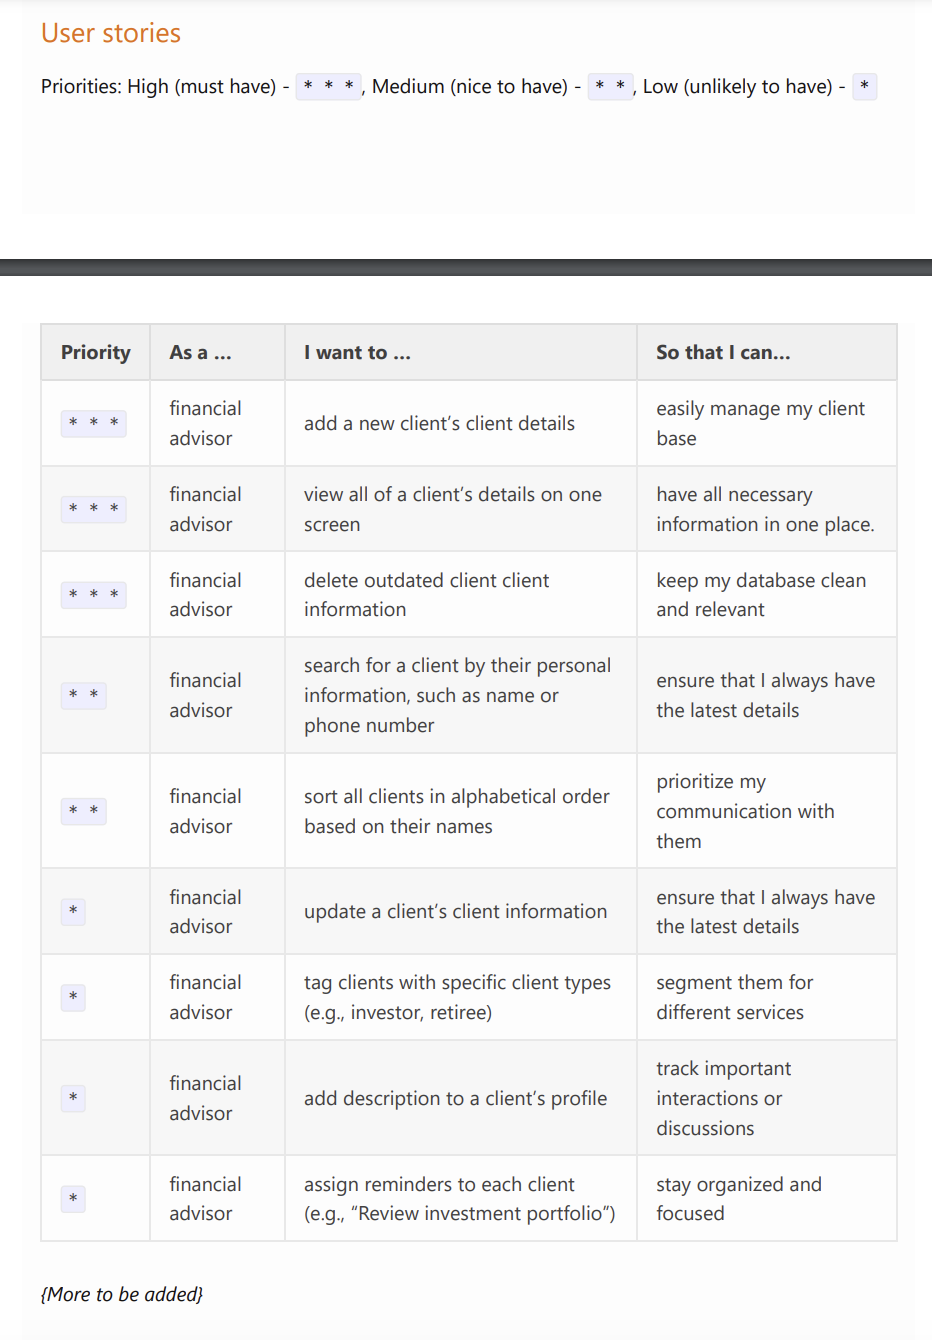 User stories
Priorities: High (must have) - * * *, Medium (nice to have) - * *, Low (unlikely to have) - *
Priority As a ... I want to ... So that I can...
* * *
financial
advisor
add a new client’s client details
easily manage my client
base
* * *
financial
advisor
view all of a client’s details on one
screen
have all necessary
information in one place.
* * *
financial
advisor
delete outdated client client
information
keep my database clean
and relevant
* *
financial
advisor
search for a client by their personal
information, such as name or
phone number
ensure that I always have
the latest details
* *
financial
advisor
sort all clients in alphabetical order
based on their names
prioritize my
communication with
them
*
financial
advisor
update a client’s client information
ensure that I always have
the latest details
*
financial
advisor
tag clients with specific client types
(e.g., investor, retiree)
segment them for
different services
*
financial
advisor
add description to a client’s profile
track important
interactions or
discussions
*
financial
advisor
assign reminders to each client
(e.g., “Review investment portfolio”)
stay organized and
focused
{More to be added}